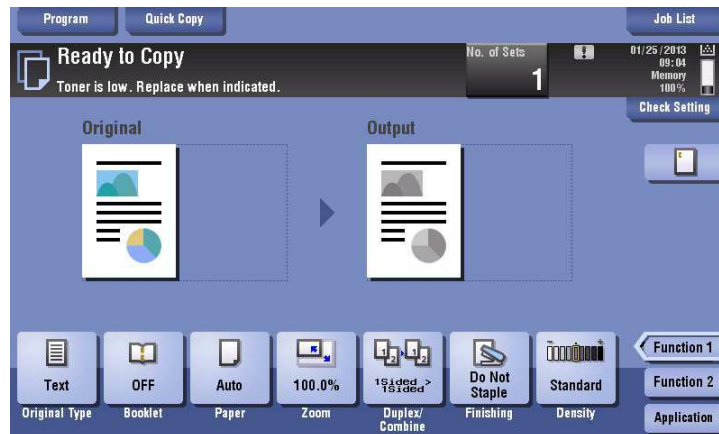 Program
Quick Copy
Job List
Ready to Copy
Toner is low. Replace when indicated.
No. of Sets
1
01/25/2013
09:04
Memory
100%
Check Setting
Original
Output
Text
OFF
Auto
100.0%
1Sided >
1Sided
Do Not
Staple
Standard
Original Type
Booklet
Paper
Zoom
Duplex/
Combine
Finishing
Density
Function 1
Function 2
Application